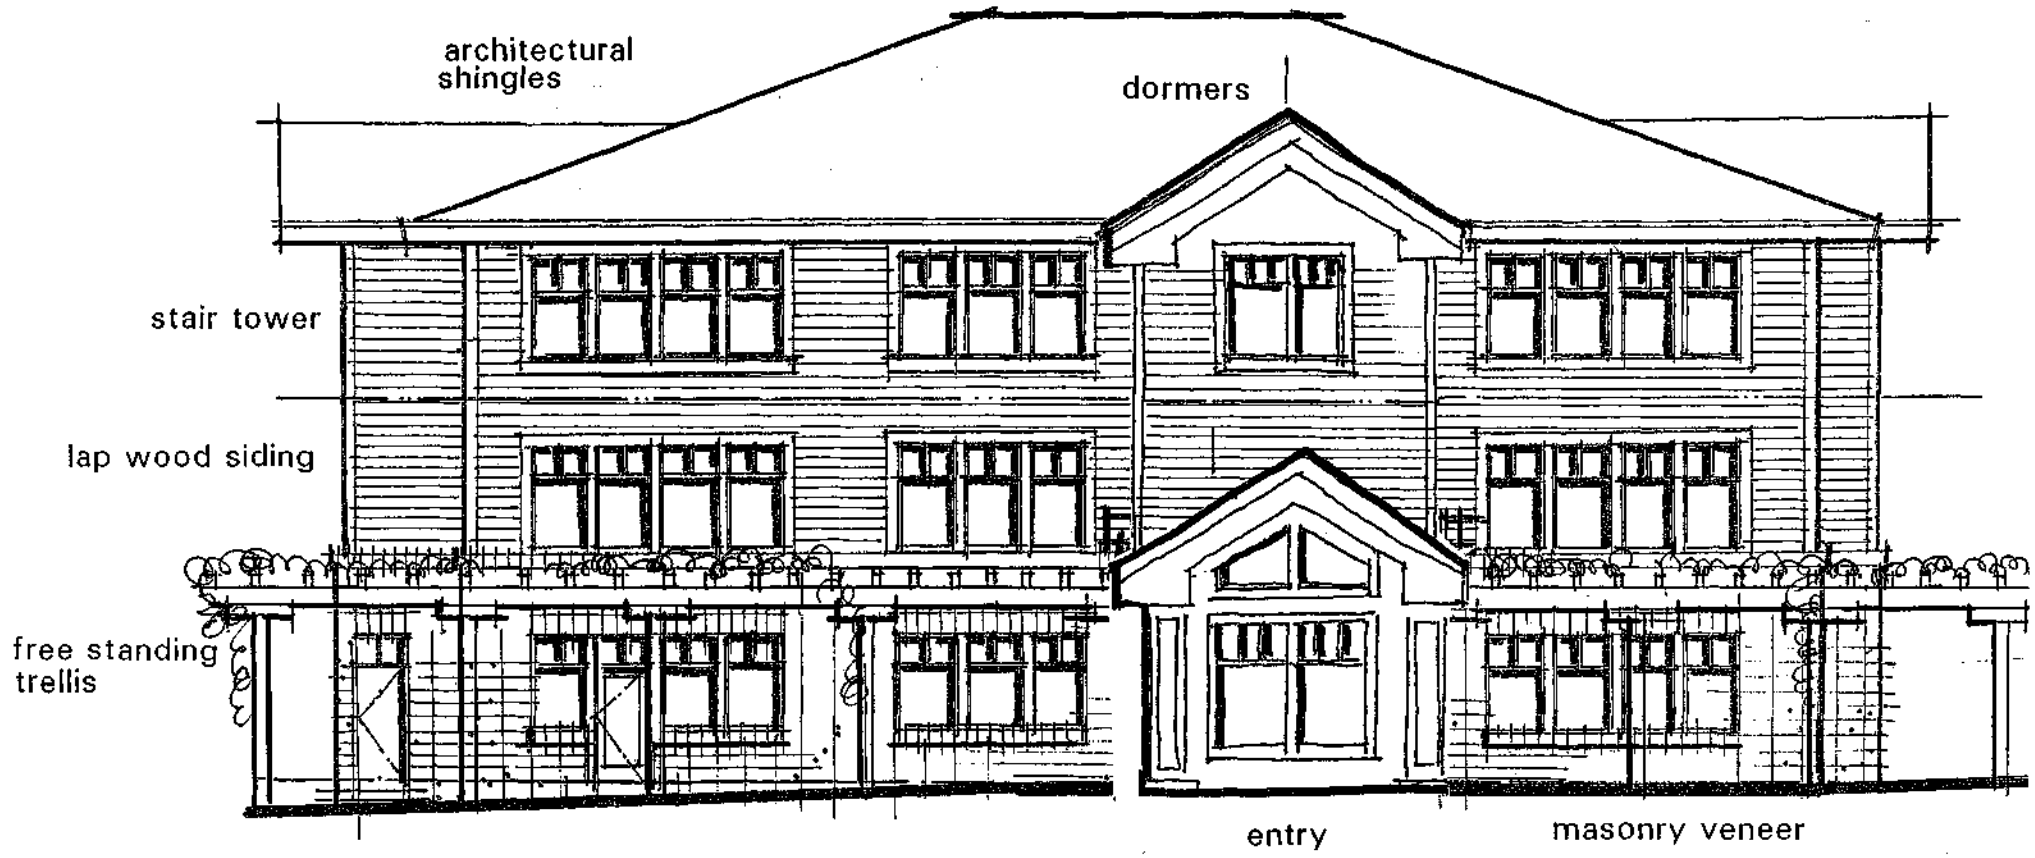 architectural
shingles
dormers
stair tower
lap wood siding
free standing
trellis
entry
masonry veneer